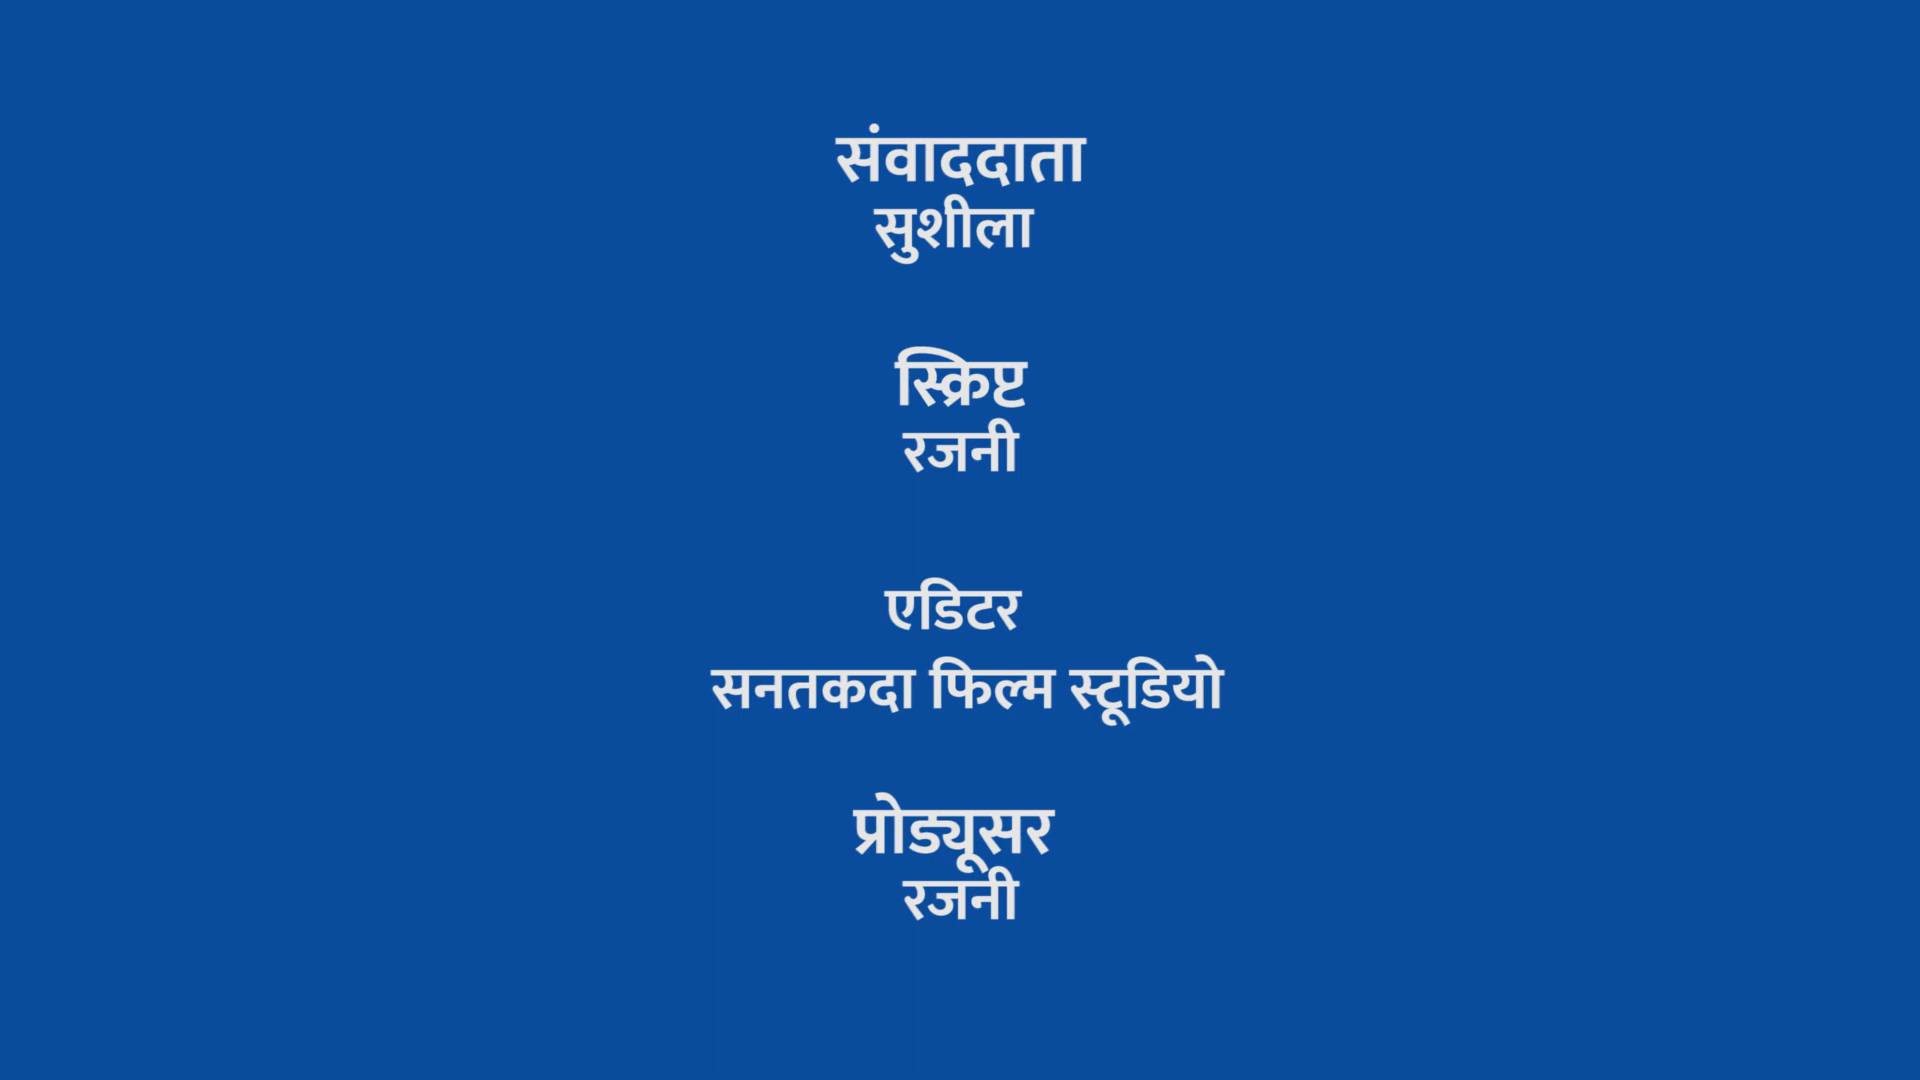 संवाददाता
सुशीला
स्क्रिप्ट
रजनी
एडिटर
सनतकदा फिल्म स्टूडियो
प्रोड्यूसर
रजनी